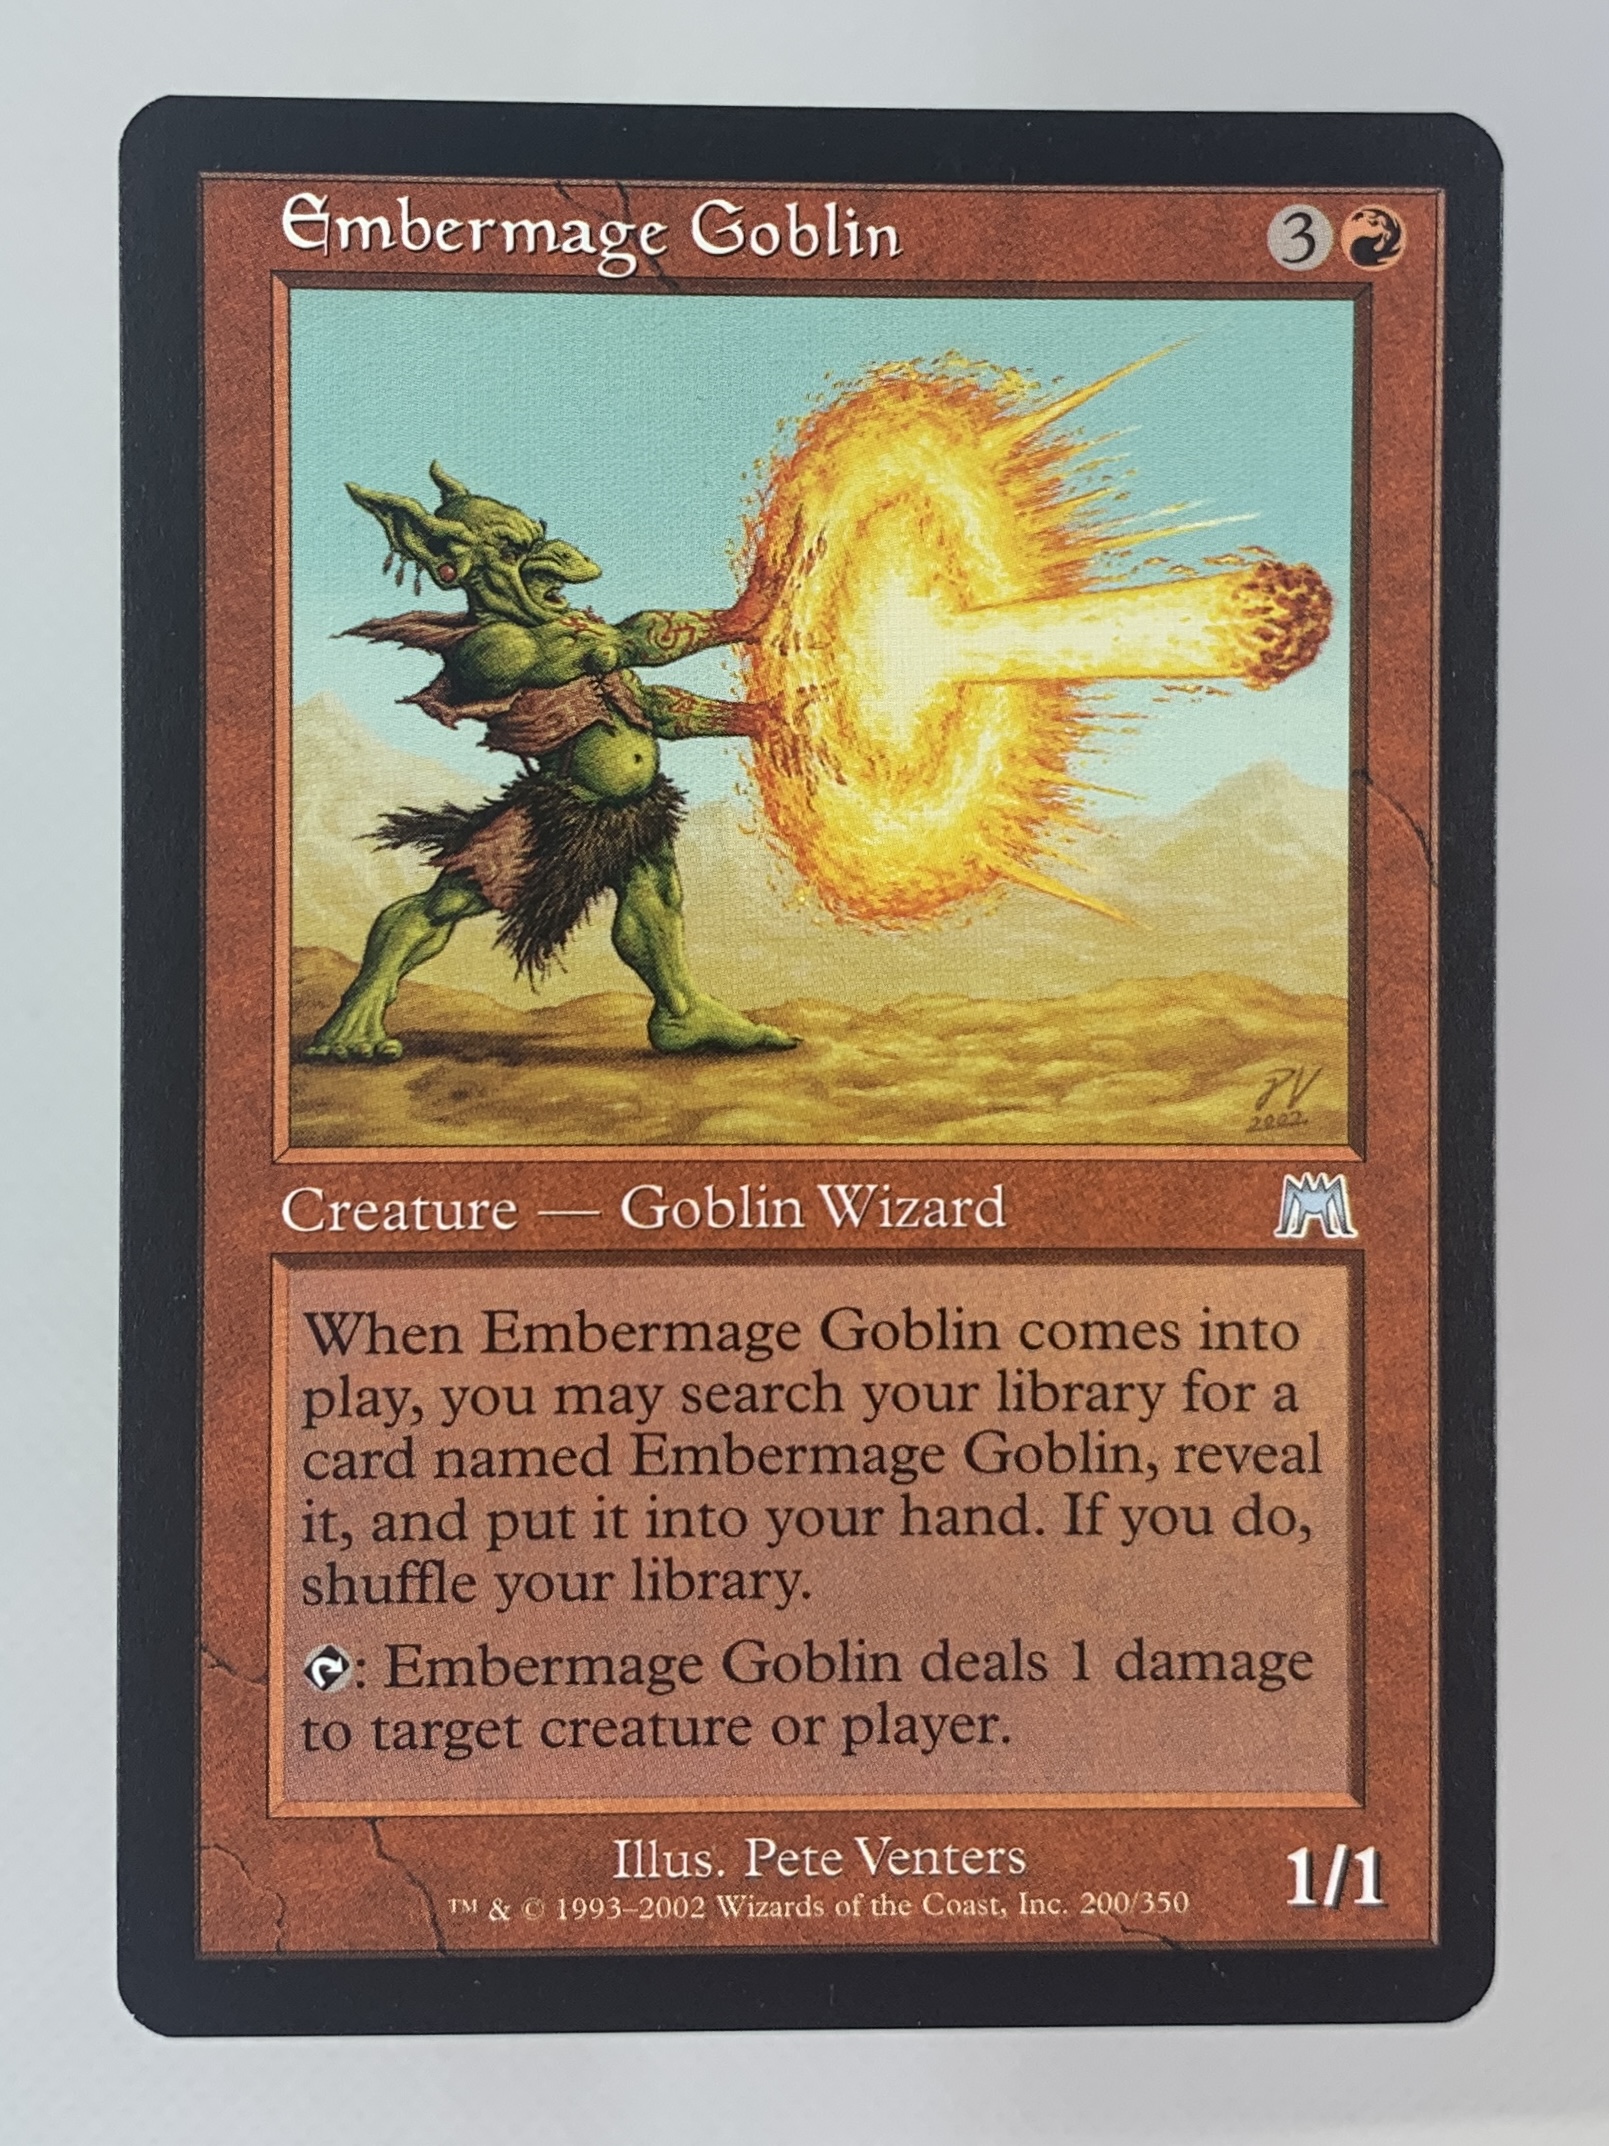 Embermage Goblin 3
PV
2002
Creature — Goblin Wizard
When Embermage Goblin comes into
play, you may search your library for a
card named Embermage Goblin, reveal
it, and put it into your hand. If you do,
shuffle your library.
: Embermage Goblin deals 1 damage
to target creature or player.
Illus. Pete Venters
™ & © 1993–2002 Wizards of the Coast, Inc. 200/350
1/1